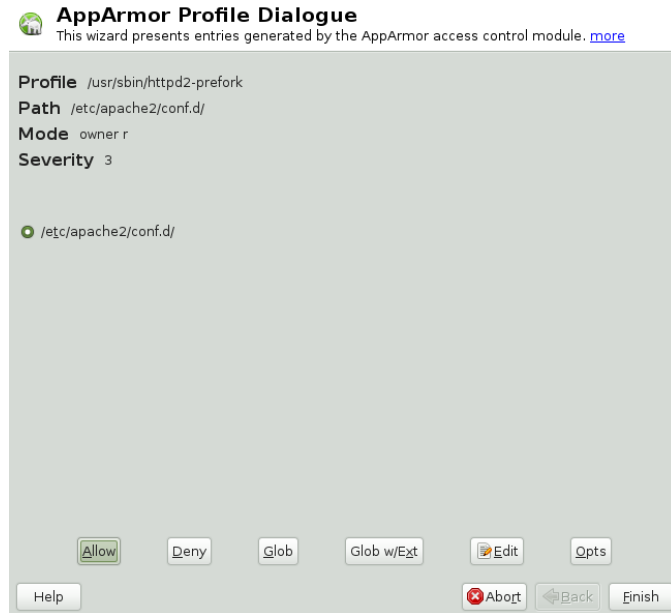 AppArmor Profile Dialogue
This wizard presents entries generated by the AppArmor access control module. more
Profile /usr/sbin/httpd2-prefork
Path /etc/apache2/conf.d/
Mode owner r
Severity 3
/etc/apache2/conf.d/
Allow Deny Glob Glob w/Ext Edit Opts
Help Abort Back Finish